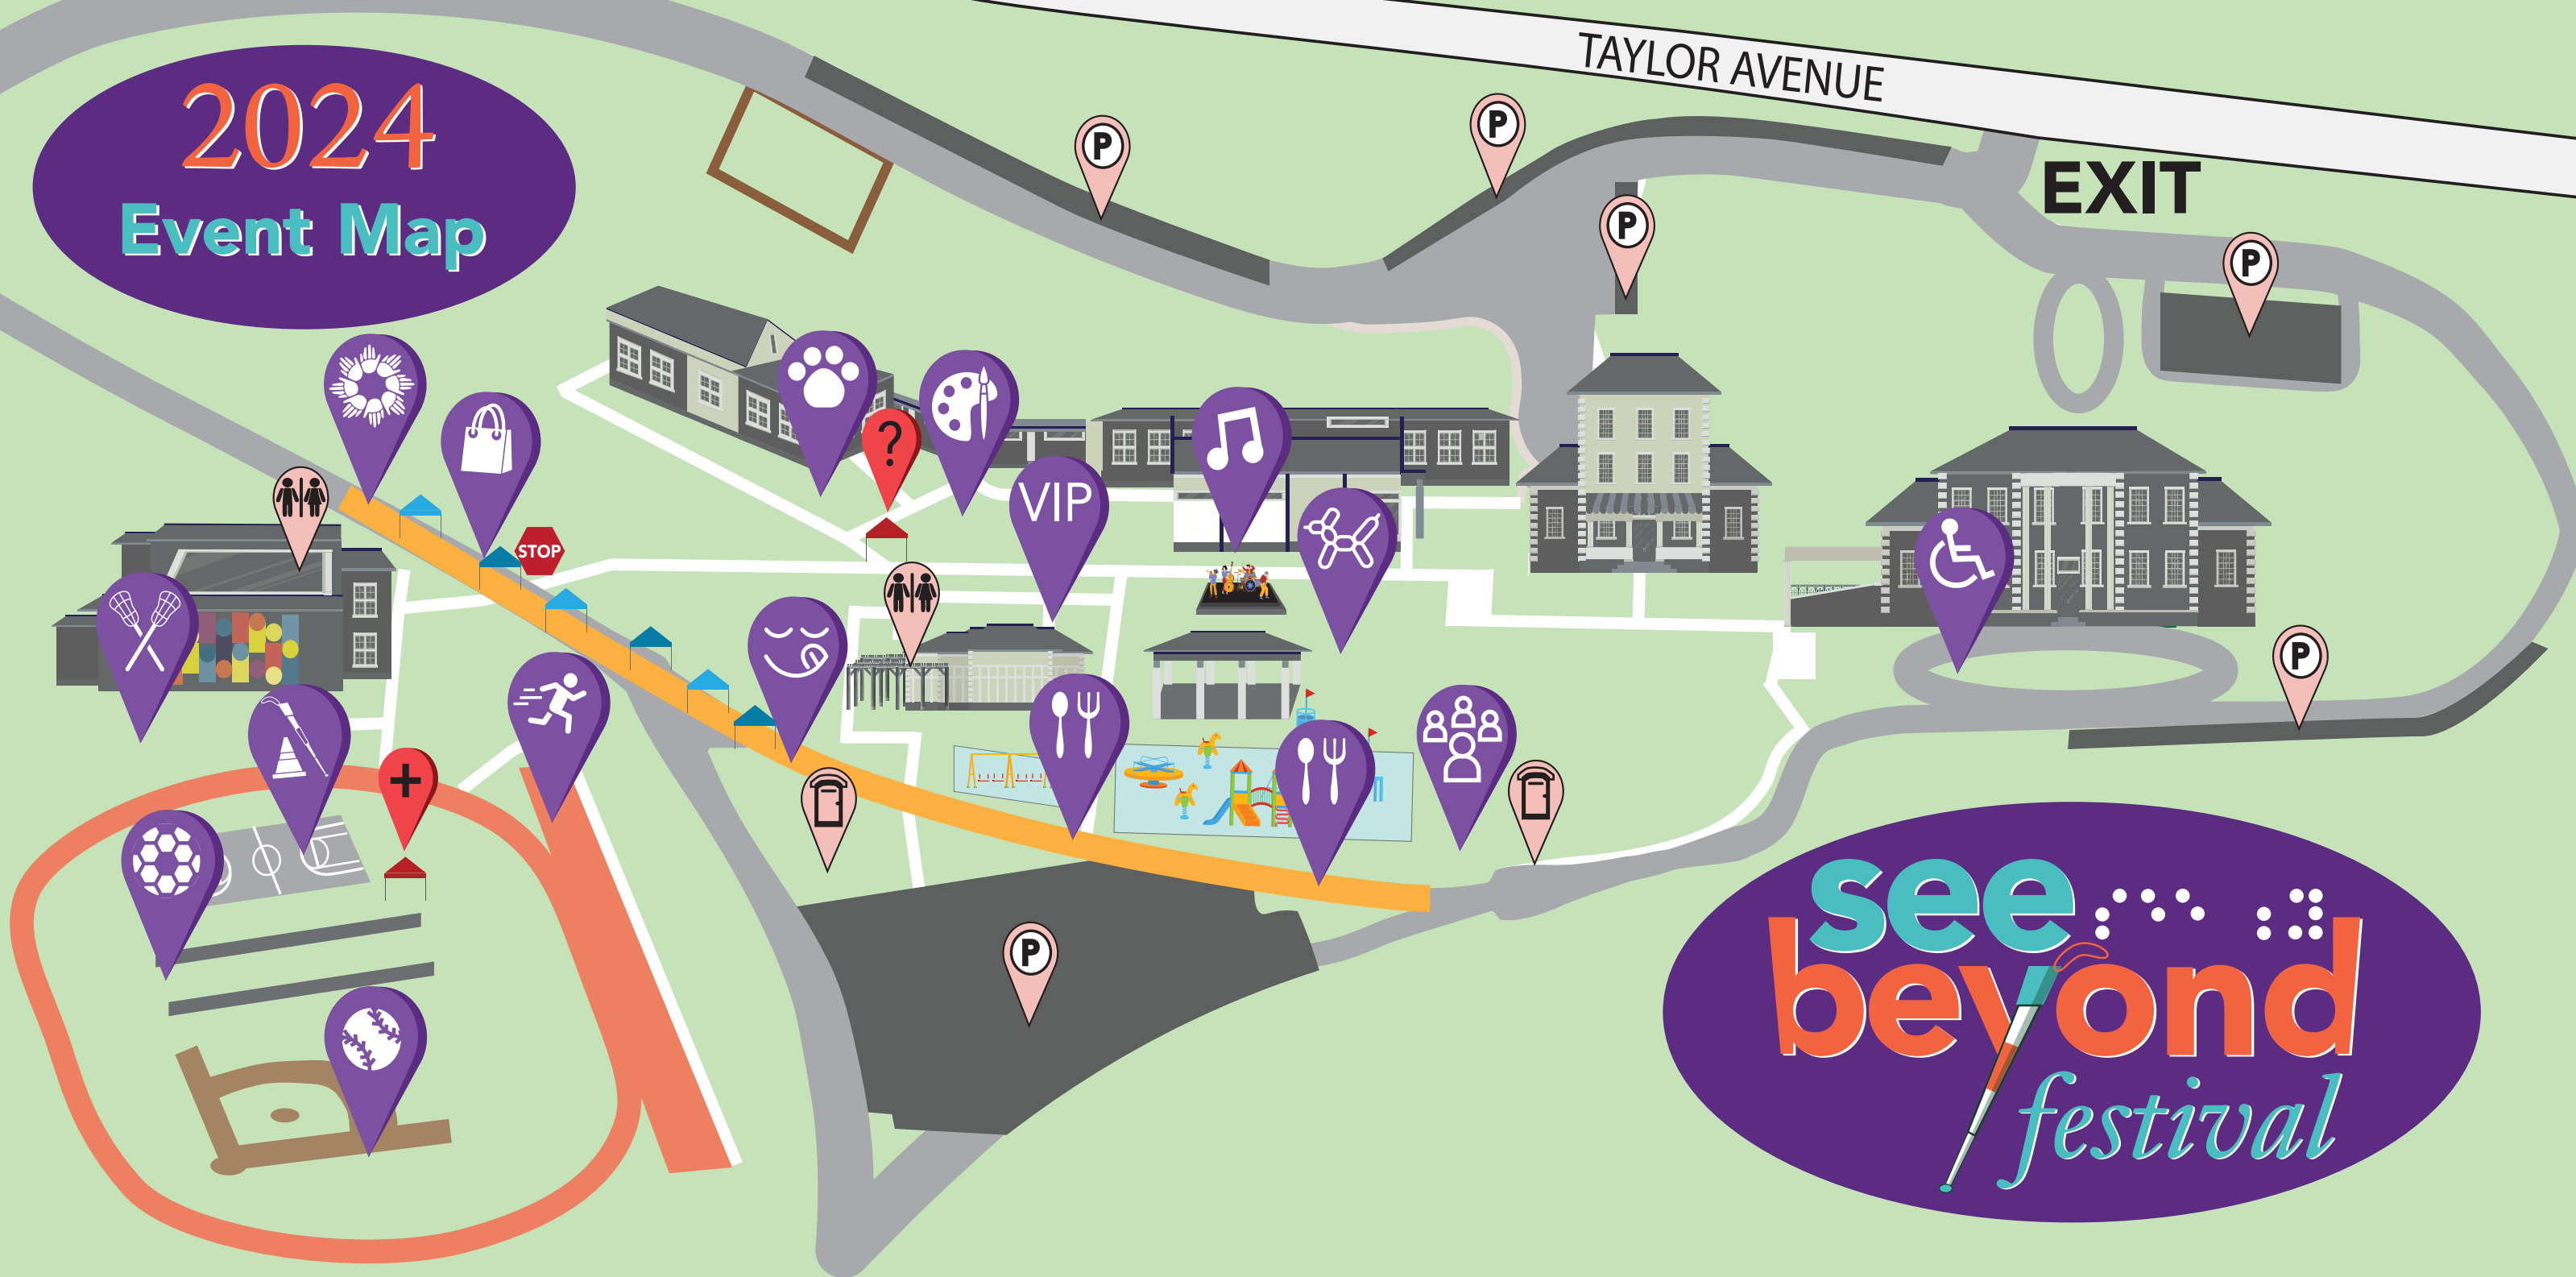 TAYLOR AVENUE
2024
Event Map
P
P
P
EXIT
P
?
VIP
STOP
P
+
P
see
⠎⠑⠑
beyond
festival